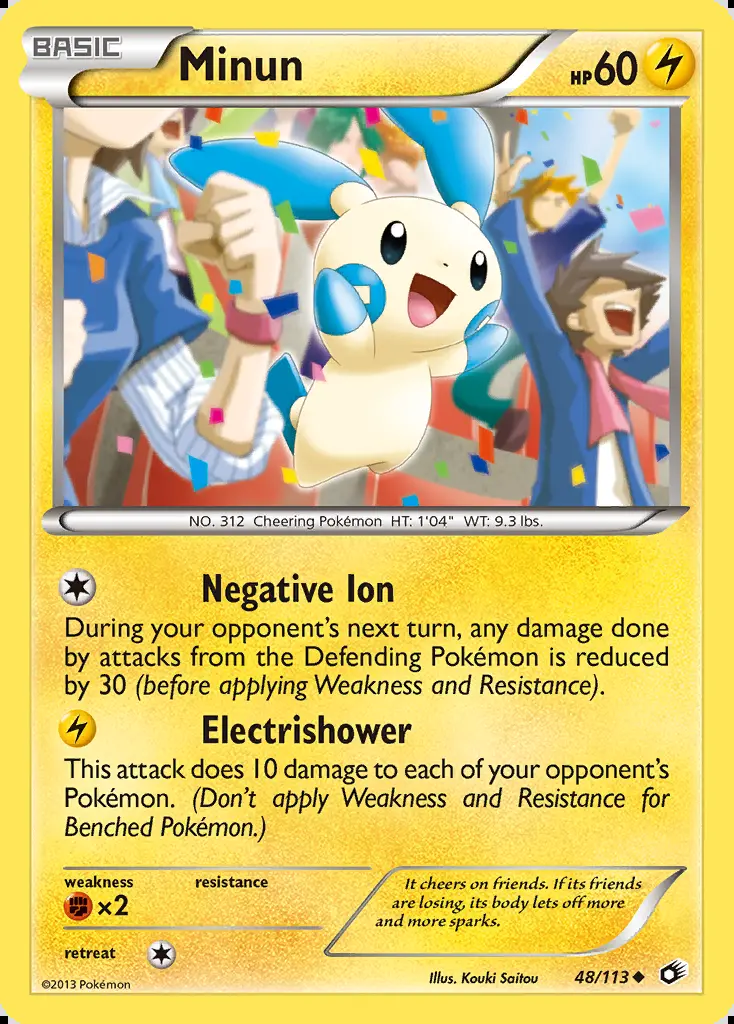 BASIC
Minun
HP60
NO. 312 Cheering Pokémon HT: 1'04" WT: 9.3 lbs.
Negative Ion
During your opponent's next turn, any damage done
by attacks from the Defending Pokémon is reduced
by 30 (before applying Weakness and Resistance).
Electrishower
This attack does 10 damage to each of your opponent's
Pokémon. (Don't apply Weakness and Resistance for
Benched Pokémon.)
weakness
resistance
×2
retreat
It cheers on friends. If its friends
are losing, its body lets off more
and more sparks.
©2013 Pokémon
Illus. Kouki Saitou
48/113